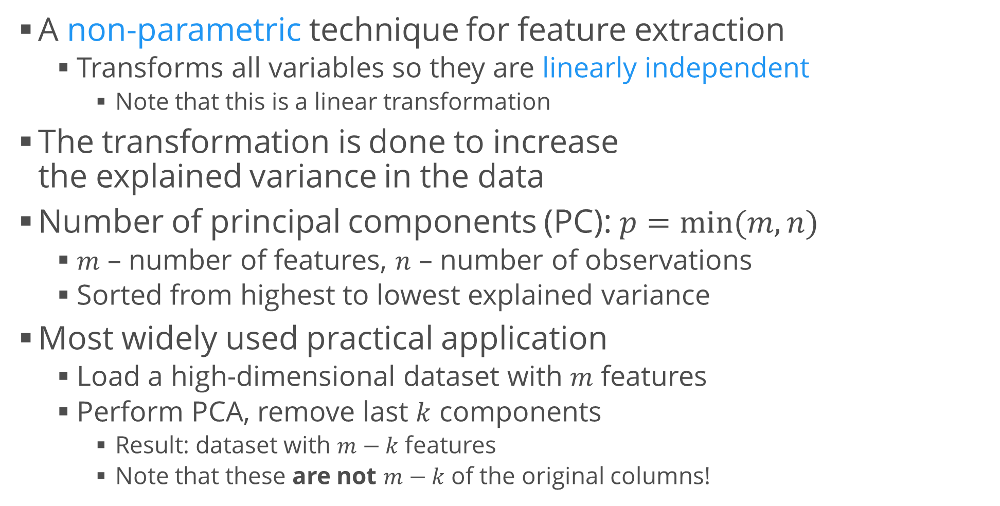 ▪ A non-parametric technique for feature extraction
▪ Transforms all variables so they are linearly independent
▪ Note that this is a linear transformation
▪ The transformation is done to increase
the explained variance in the data
▪ Number of principal components (PC): p = min(m, n)
▪ m – number of features, n – number of observations
▪ Sorted from highest to lowest explained variance
▪ Most widely used practical application
▪ Load a high-dimensional dataset with m features
▪ Perform PCA, remove last k components
▪ Result: dataset with m − k features
▪ Note that these are not m − k of the original columns!